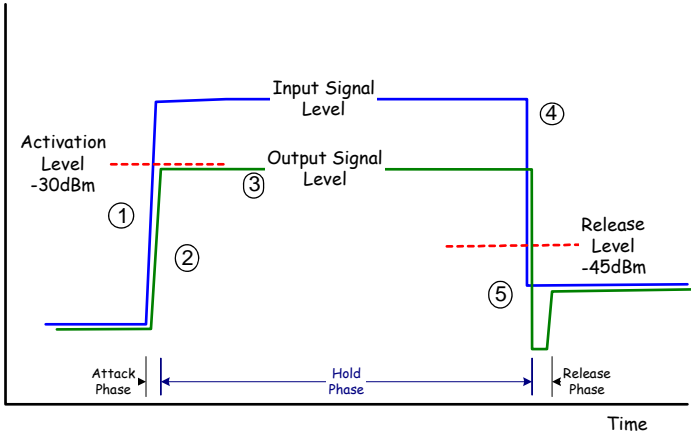 Input Signal
Level
④
Activation
Level
-30dBm
Output Signal
Level
③
①
②
Release
Level
-45dBm
⑤
Attack
Phase
Hold
Phase
Release
Phase
Time